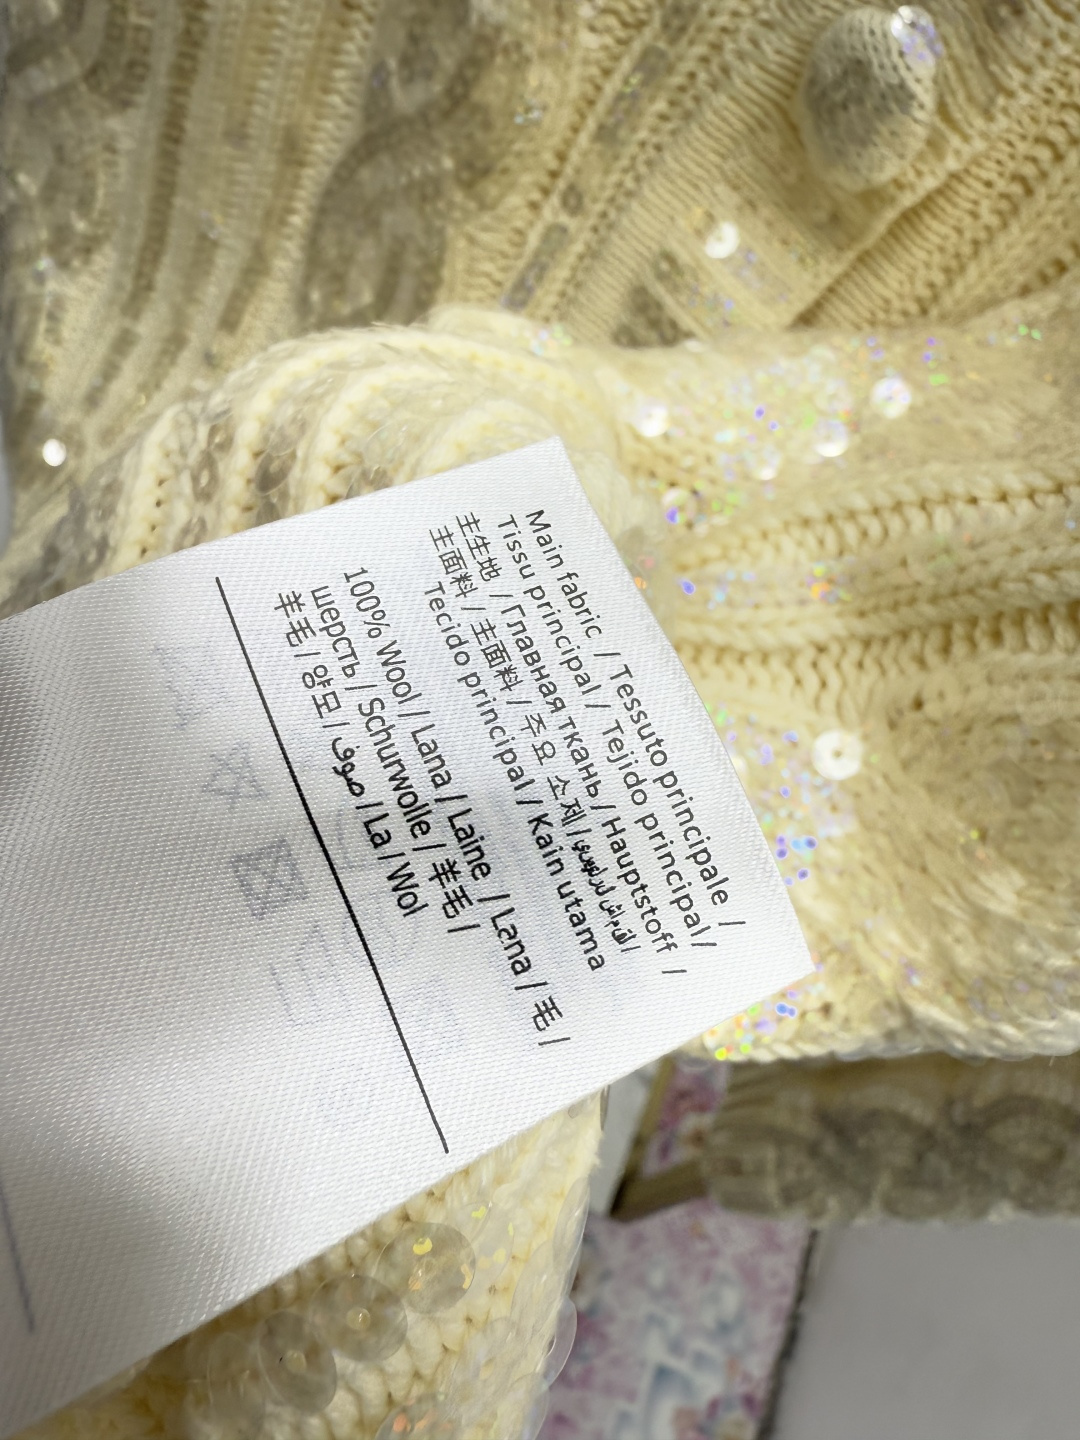 Main fabric / Tessuto principale /
Tissu principal / Tejido principal/
主生地 / Главная ткань / Hauptstoff /
主面料 / 主面料 / 주요 소재 /
Tecido principal / Kain utama
100% Wool / Lana / Laine / Lana / 毛 /
шерсть / Schurwolle / 羊毛 /
羊毛 / 양모 / صوف / La / Wol